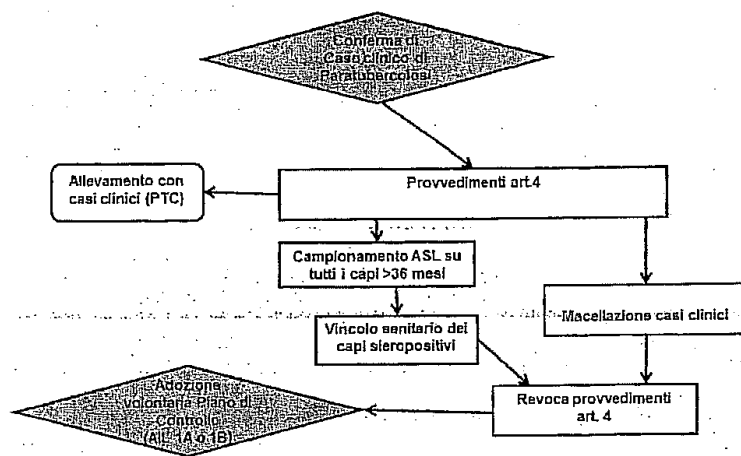 Conferma di
Caso clinico di
Paratubercolosi
Allevamento con
casi clinici (PTC)
Provvedimenti art.4
Campionamento ASL su
tutti i capi >36 mesi
Macellazione casi clinici
Vincolo sanitario dei
capi sieropositivi
Adozione
volontaria Piano di
Controllo
(All. 1A o 1B)
Revoca provvedimenti
art. 4